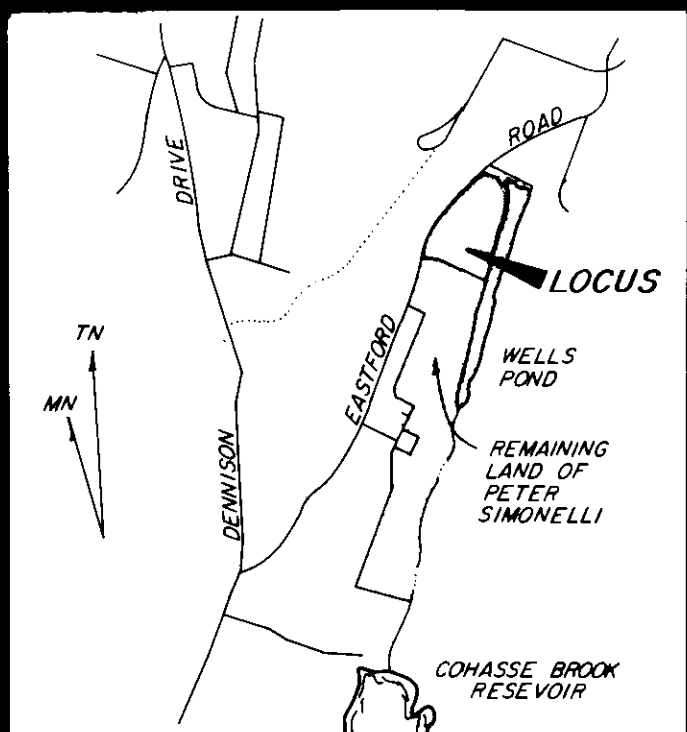 ROAD
DRIVE
LOCUS
TN
MN
WELLS
POND
EASTFORD
DENNISON
REMAINING
LAND OF
PETER
SIMONELLI
COHASSE BROOK
RESEVOIR